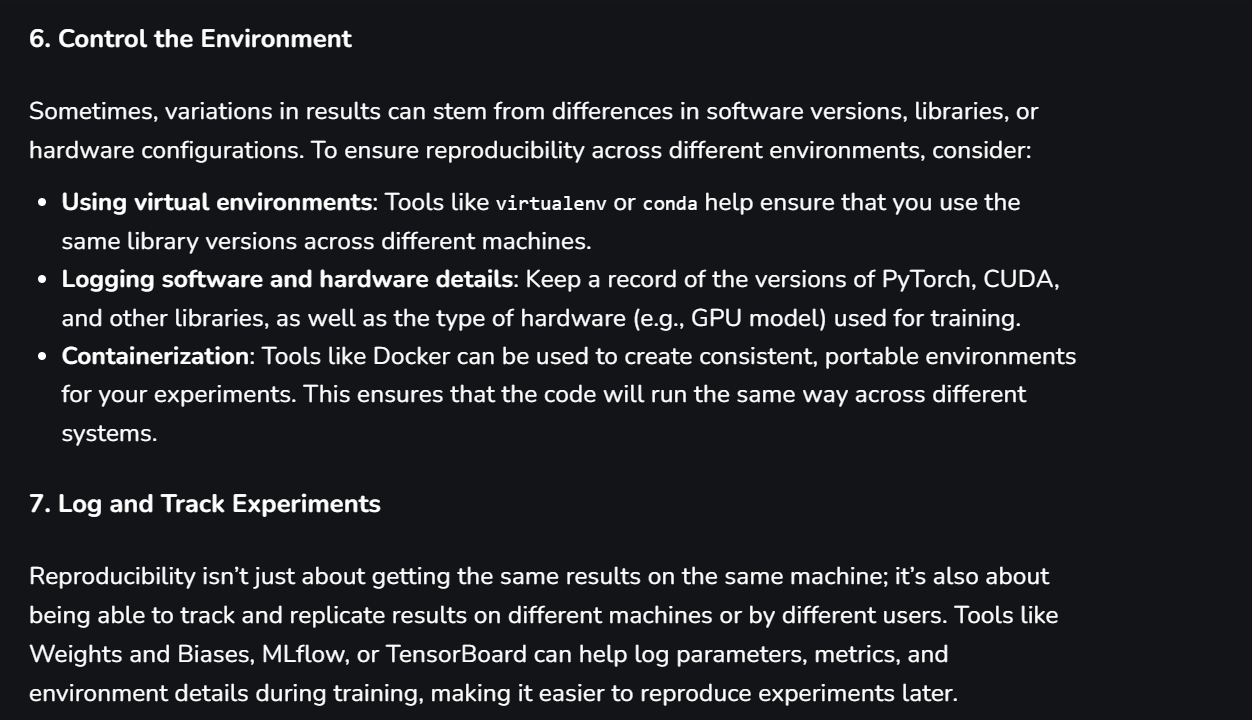 6. Control the Environment
Sometimes, variations in results can stem from differences in software versions, libraries, or
hardware configurations. To ensure reproducibility across different environments, consider:
• Using virtual environments: Tools like virtualenv or conda help ensure that you use the
same library versions across different machines.
• Logging software and hardware details: Keep a record of the versions of PyTorch, CUDA,
and other libraries, as well as the type of hardware (e.g., GPU model) used for training.
• Containerization: Tools like Docker can be used to create consistent, portable environments
for your experiments. This ensures that the code will run the same way across different
systems.
7. Log and Track Experiments
Reproducibility isn’t just about getting the same results on the same machine; it’s also about
being able to track and replicate results on different machines or by different users. Tools like
Weights and Biases, MLflow, or TensorBoard can help log parameters, metrics, and
environment details during training, making it easier to reproduce experiments later.